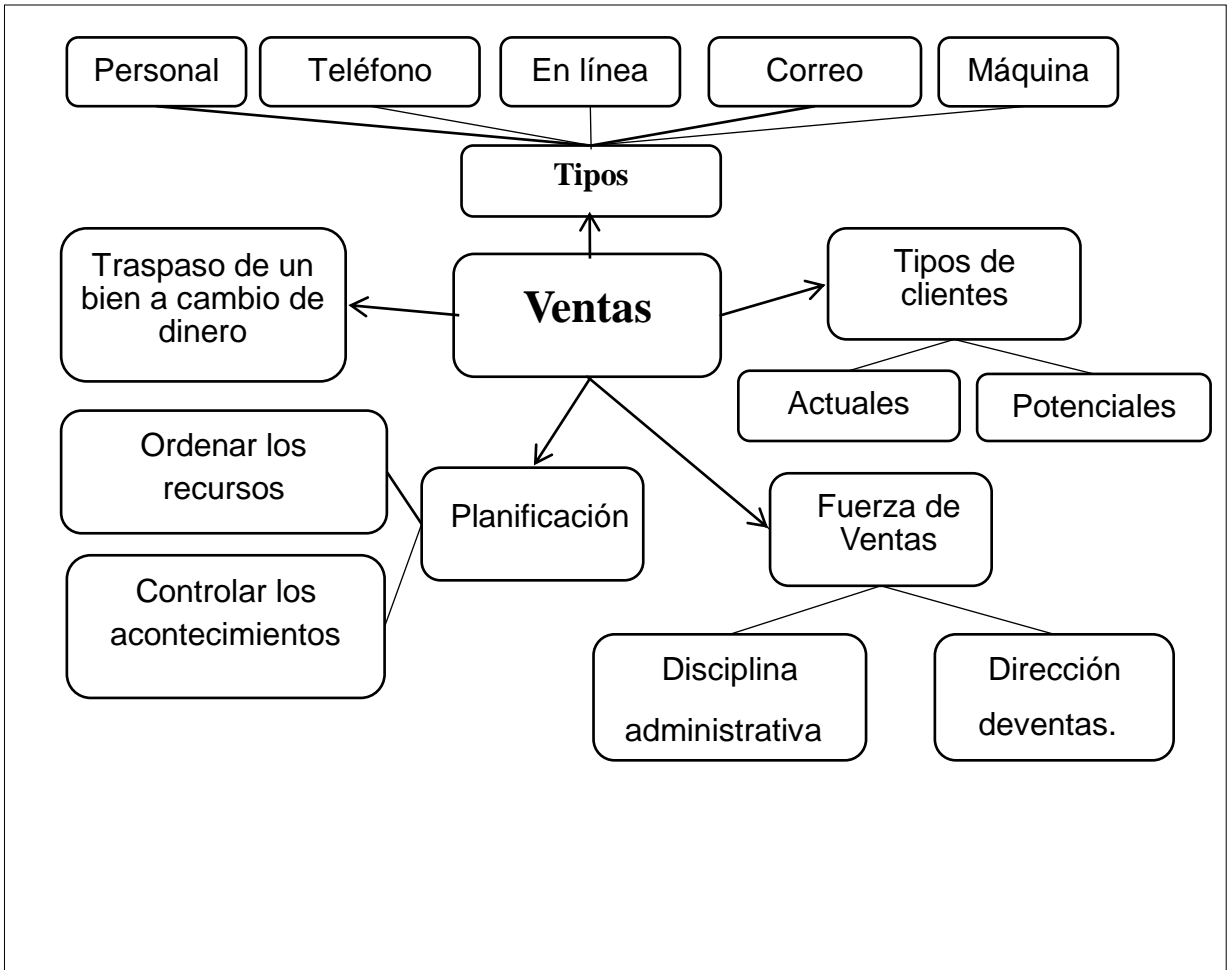 Personal
Teléfono
En línea
Correo
Máquina
Tipos
Traspaso de un
bien a cambio de
dinero
Ventas
Tipos de
clientes
Actuales
Potenciales
Ordenar los
recursos
Planificación
Controlar los
acontecimientos
Fuerza de
Ventas
Disciplina
administrativa
Dirección
deventas.